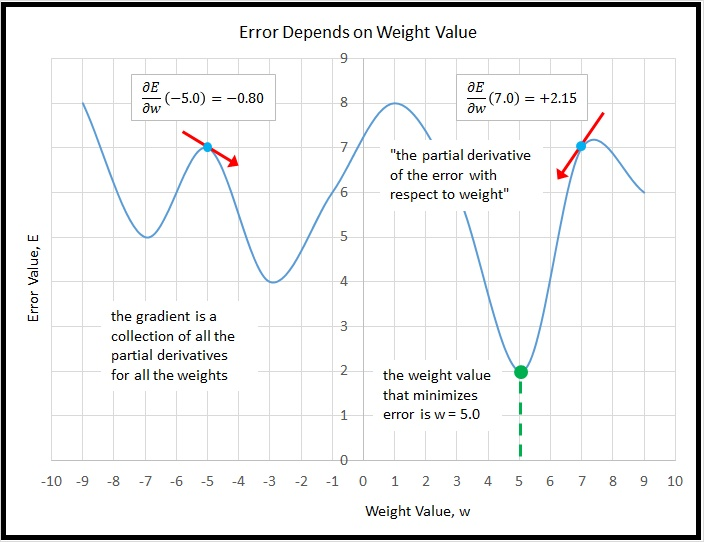 Error Depends on Weight Value
∂E/∂w (−5.0) = −0.80
∂E/∂w (7.0) = +2.15
"the partial derivative
of the error with
respect to weight"
the gradient is a
collection of all the
partial derivatives
for all the weights
the weight value
that minimizes
error is w = 5.0
Error Value, E
9
8
7
6
5
4
3
2
1
0
-10 -9 -8 -7 -6 -5 -4 -3 -2 -1 0 1 2 3 4 5 6 7 8 9 10
Weight Value, w